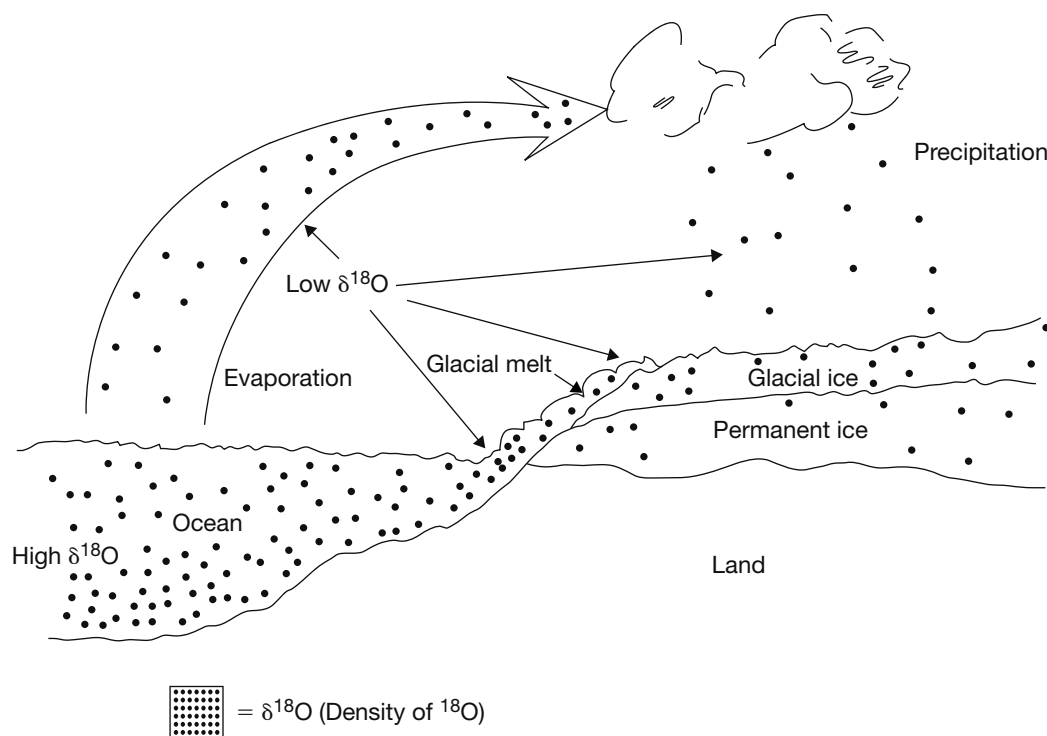 Precipitation
Low δ¹⁸O
Glacial melt
Evaporation
Glacial ice
Permanent ice
Ocean
High δ¹⁸O
Land
= δ¹⁸O (Density of ¹⁸O)